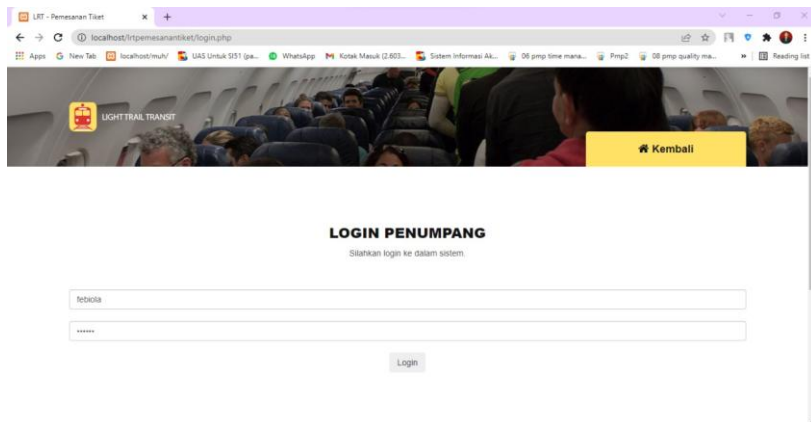 LRT - Pemesanan Tiket
localhost/lrtpemesanantiket/login.php
Apps New Tab localhost/muh/ UAS Untuk SI51 (pa... WhatsApp Kotak Masuk (2.603... Sistem Informasi Ak... 06 pmp time mana... Pmp2 08 pmp quality ma... Reading list
LIGHT TRAIL TRANSIT
Kembali
LOGIN PENUMPANG
Silahkan login ke dalam sistem.
febiola
••••••
Login